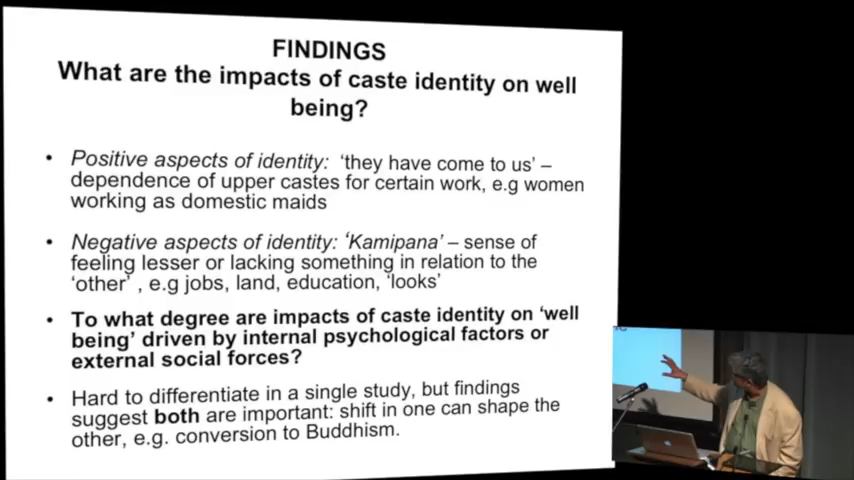 FINDINGS
What are the impacts of caste identity on well
being?
• Positive aspects of identity: ‘they have come to us’ –
dependence of upper castes for certain work, e.g women
working as domestic maids
• Negative aspects of identity: ‘Kamipana’ – sense of
feeling lesser or lacking something in relation to the
‘other’ , e.g jobs, land, education, ‘looks’
• To what degree are impacts of caste identity on ‘well
being’ driven by internal psychological factors or
external social forces?
• Hard to differentiate in a single study, but findings
suggest both are important: shift in one can shape the
other, e.g. conversion to Buddhism.